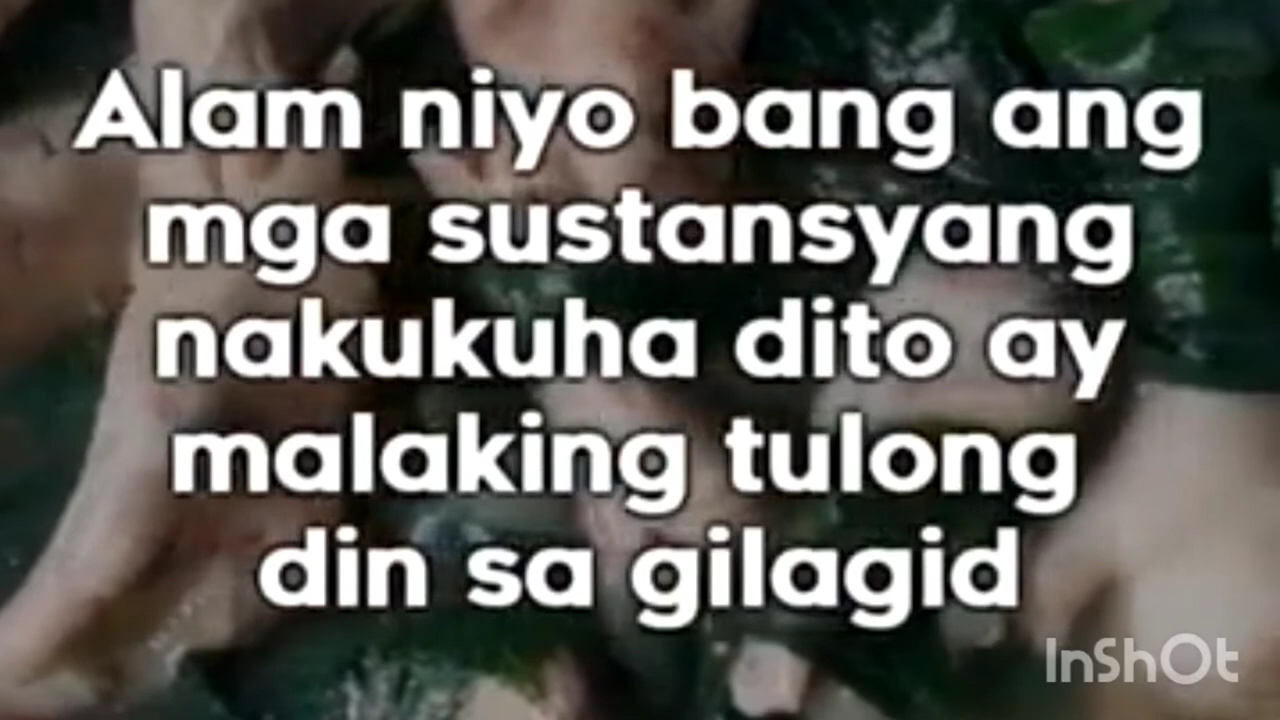 Alam niyo bang ang
mga sustansyang
nakukuha dito ay
malaking tulong
din sa gilagid
InShOt